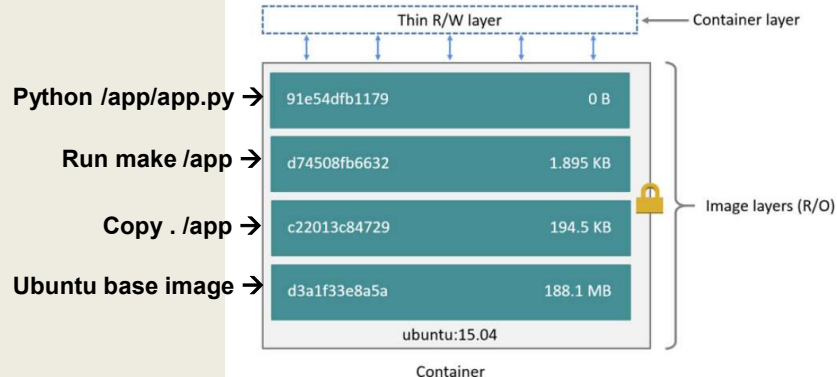 Thin R/W layer
Container layer
Python /app/app.py →
91e54dfb1179 0 B
Run make /app →
d74508fb6632 1.895 KB
Image layers (R/O)
Copy . /app →
c22013c84729 194.5 KB
Ubuntu base image →
d3a1f33e8a5a 188.1 MB
ubuntu:15.04
Container